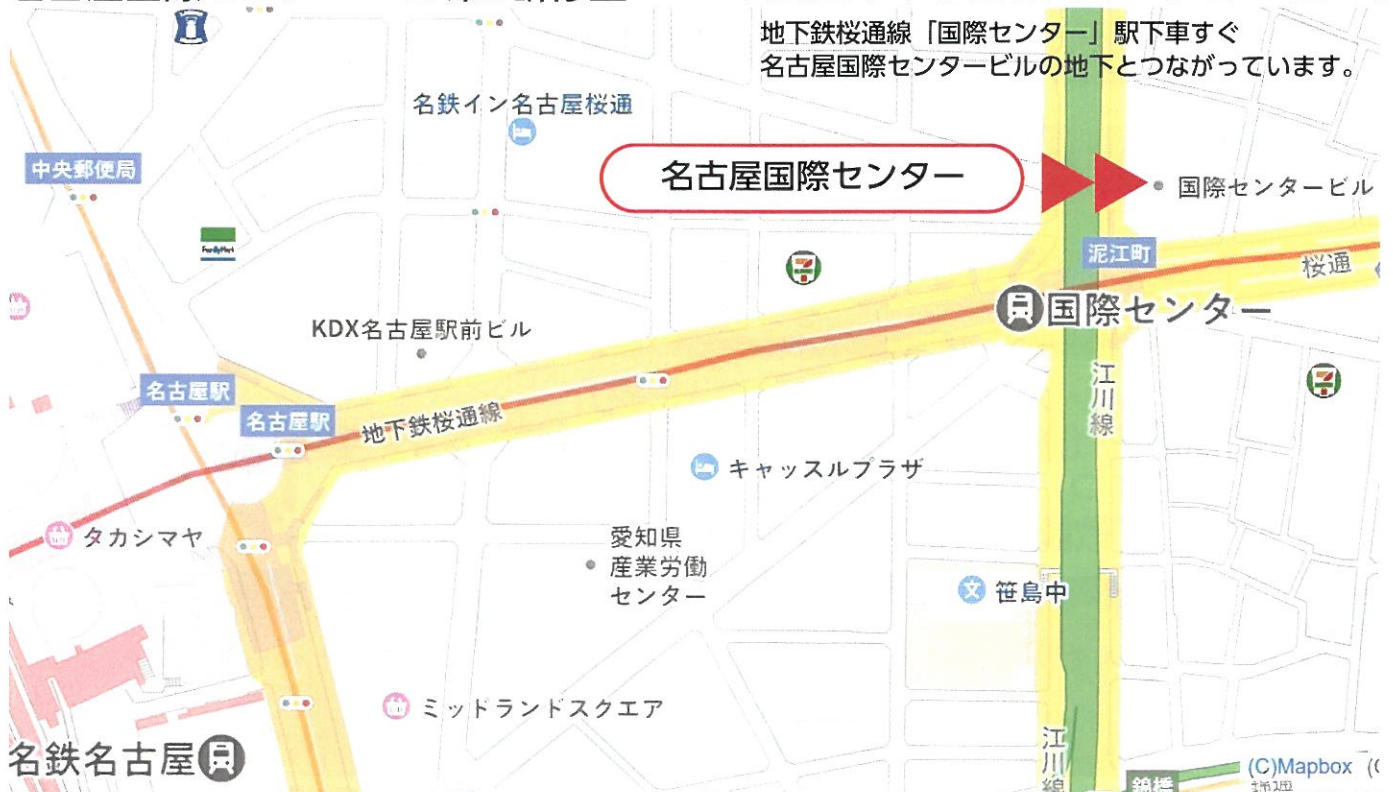 地下鉄桜通線「国際センター」駅下車すぐ
名古屋国際センタービルの地下とつながっています。
名鉄イン名古屋桜通
中央郵便局
名古屋国際センター
国際センタービル
FamilyMart
泥江町
桜通
国際センター
KDX名古屋駅前ビル
名古屋駅
名古屋駅
地下鉄桜通線
江川線
キャッスルプラザ
タカシマヤ
愛知県
産業労働
センター
文
笹島中
ミッドランドスクエア
名鉄名古屋
江川線
錦橋
(C)Mapbox